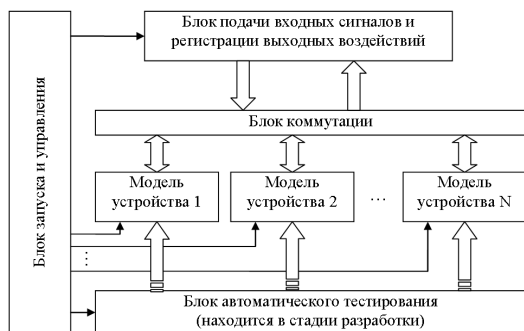 Блок запуска и управления
Блок подачи входных сигналов и
регистрации выходных воздействий
Блок коммутации
Модель
устройства 1
Модель
устройства 2
...
Модель
устройства N
...
Блок автоматического тестирования
(находится в стадии разработки)